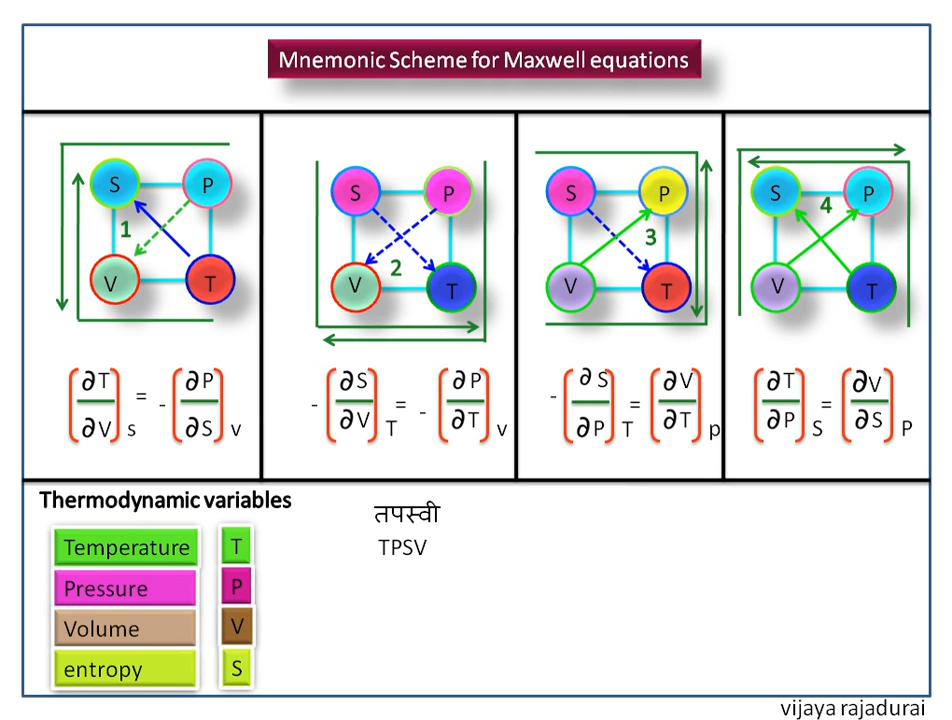 Mnemonic Scheme for Maxwell equations
S P
1
V T
S P
2
V T
S P
3
V T
S P
4
V T
(∂T/∂V)s = -(∂P/∂S)v
-(∂S/∂V)T = -(∂P/∂T)v
-(∂S/∂P)T = (∂V/∂T)p
(∂T/∂P)S = (∂V/∂S)P
Thermodynamic variables
Temperature T
Pressure P
Volume V
entropy S
तपस्वी
TPSV
vijaya rajadurai